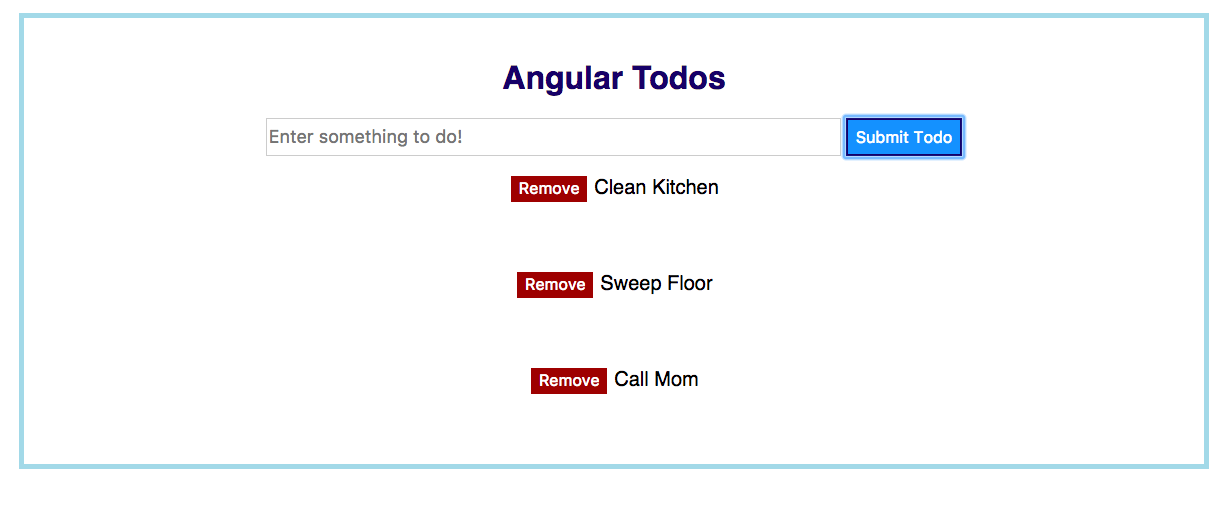 Angular Todos
Enter something to do! Submit Todo
Remove Clean Kitchen
Remove Sweep Floor
Remove Call Mom